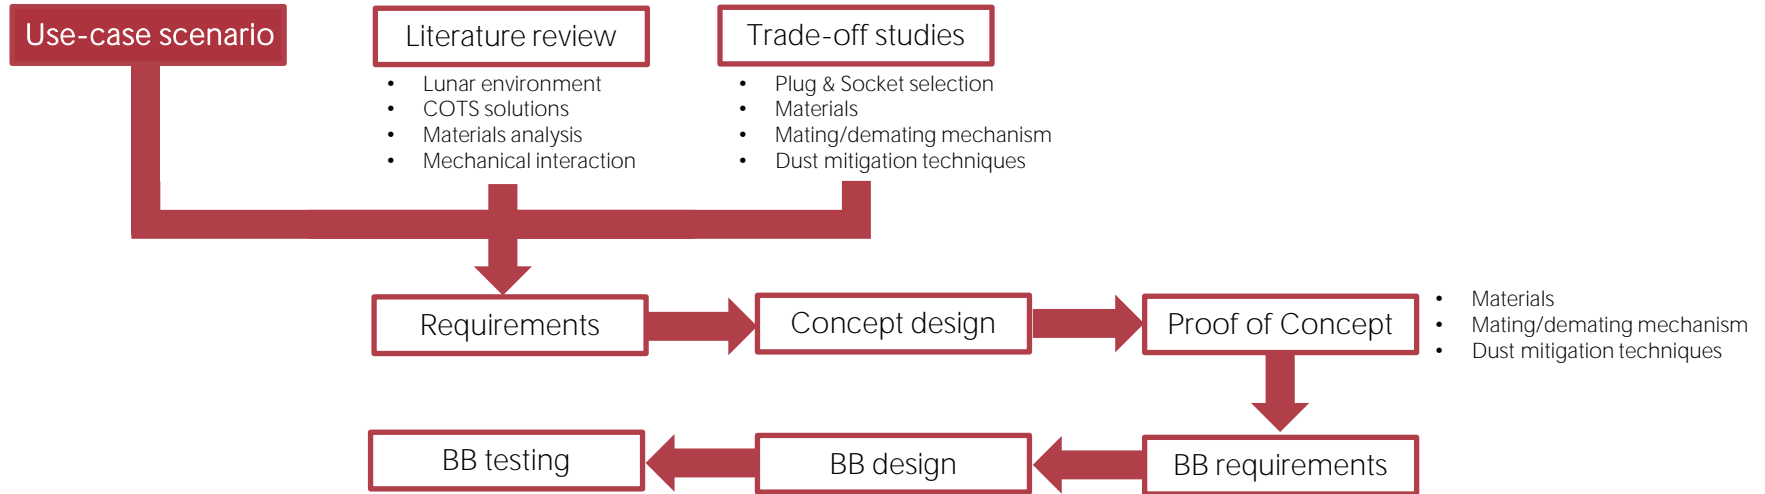 Use-case scenario
Literature review
• Lunar environment
• COTS solutions
• Materials analysis
• Mechanical interaction
Trade-off studies
• Plug & Socket selection
• Materials
• Mating/demating mechanism
• Dust mitigation techniques
Requirements
Concept design
Proof of Concept
• Materials
• Mating/demating mechanism
• Dust mitigation techniques
BB testing
BB design
BB requirements